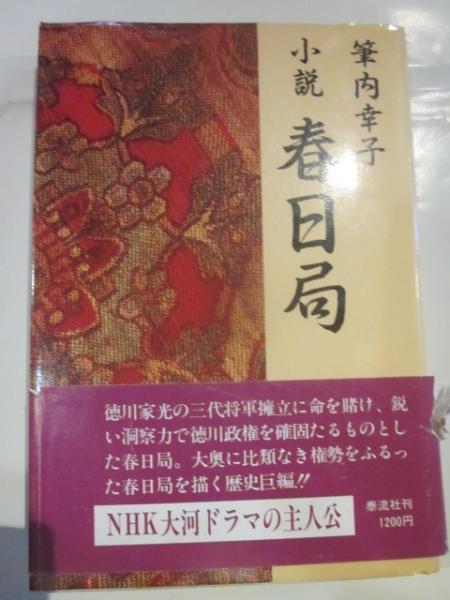 筆内幸子
小説
春日局
徳川家光の三代将軍擁立に命を賭け、鋭
い洞察力で徳川政権を確固たるものとし
た春日局。大奥に比類なき権勢をふるっ
た春日局を描く歴史巨編!!
NHK大河ドラマの主人公
泰流社刊
1200円